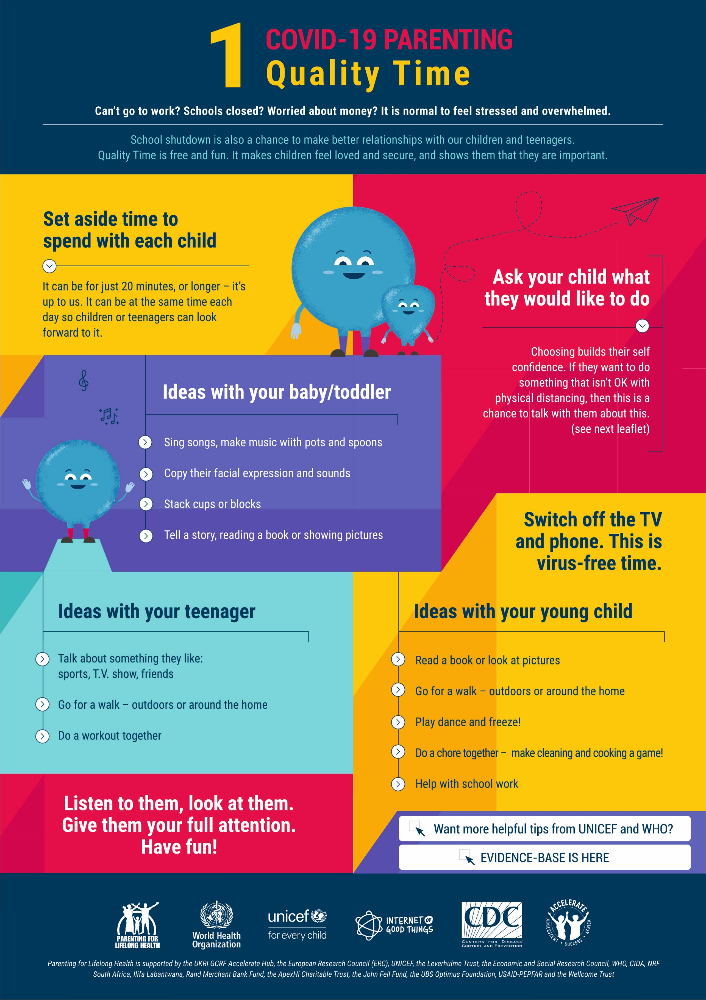 1
COVID-19 PARENTING
Quality Time
Can't go to work? Schools closed? Worried about money? It is normal to feel stressed and overwhelmed.
School shutdown is also a chance to make better relationships with our children and teenagers.
Quality Time is free and fun. It makes children feel loved and secure, and shows them that they are important.
Set aside time to
spend with each child
It can be for just 20 minutes, or longer – it's
up to us. It can be at the same time each
day so children or teenagers can look
forward to it.
Ask your child what
they would like to do
Choosing builds their self
confidence. If they want to do
something that isn't OK with
physical distancing, then this is a
chance to talk with them about this.
(see next leaflet)
Ideas with your baby/toddler
Sing songs, make music wiith pots and spoons
Copy their facial expression and sounds
Stack cups or blocks
Tell a story, reading a book or showing pictures
Switch off the TV
and phone. This is
virus-free time.
Ideas with your teenager
Talk about something they like:
sports, T.V. show, friends
Go for a walk – outdoors or around the home
Do a workout together
Ideas with your young child
Read a book or look at pictures
Go for a walk – outdoors or around the home
Play dance and freeze!
Do a chore together – make cleaning and cooking a game!
Help with school work
Listen to them, look at them.
Give them your full attention.
Have fun!
Want more helpful tips from UNICEF and WHO?
EVIDENCE-BASE IS HERE
PARENTING FOR
LIFELONG HEALTH
World Health
Organization
unicef
for every child
INTERNET OF
GOOD THINGS
CDC
CENTERS FOR DISEASE
CONTROL AND PREVENTION
ACCELERATE
ADOLESCENT • SUCCESS • AFRICA
Parenting for Lifelong Health is supported by the UKRI GCRF Accelerate Hub, the European Research Council (ERC), UNICEF, the Leverhulme Trust, the Economic and Social Research Council, WHO, CIDA, NRF
South Africa, Ilifa Labantwana, Rand Merchant Bank Fund, the ApexHi Charitable Trust, the John Fell Fund, the UBS Optimus Foundation, USAID-PEPFAR and the Wellcome Trust